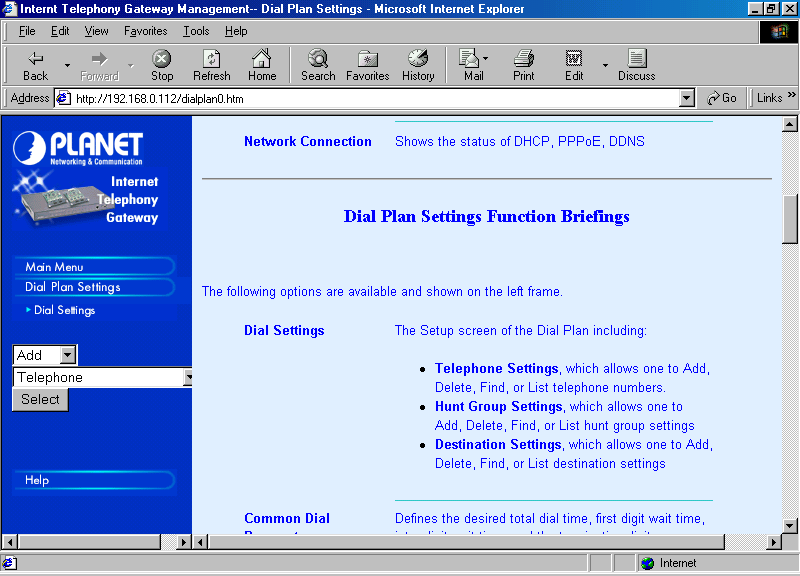 Internt Telephony Gateway Management-- Dial Plan Settings - Microsoft Internet Explorer
File Edit View Favorites Tools Help
Back Forward Stop Refresh Home Search Favorites History Mail Print Edit Discuss
Address http://192.168.0.112/dialplan0.htm Go Links »
PLANET
Networking & Communication
Internet
Telephony
Gateway
Main Menu
Dial Plan Settings
Dial Settings
Add
Telephone
Select
Help
Network Connection Shows the status of DHCP, PPPoE, DDNS
Dial Plan Settings Function Briefings
The following options are available and shown on the left frame.
Dial Settings The Setup screen of the Dial Plan including:
Telephone Settings, which allows one to Add,
Delete, Find, or List telephone numbers.
Hunt Group Settings, which allows one to
Add, Delete, Find, or List hunt group settings
Destination Settings, which allows one to Add,
Delete, Find, or List destination settings
Common Dial Defines the desired total dial time, first digit wait time,
Internet